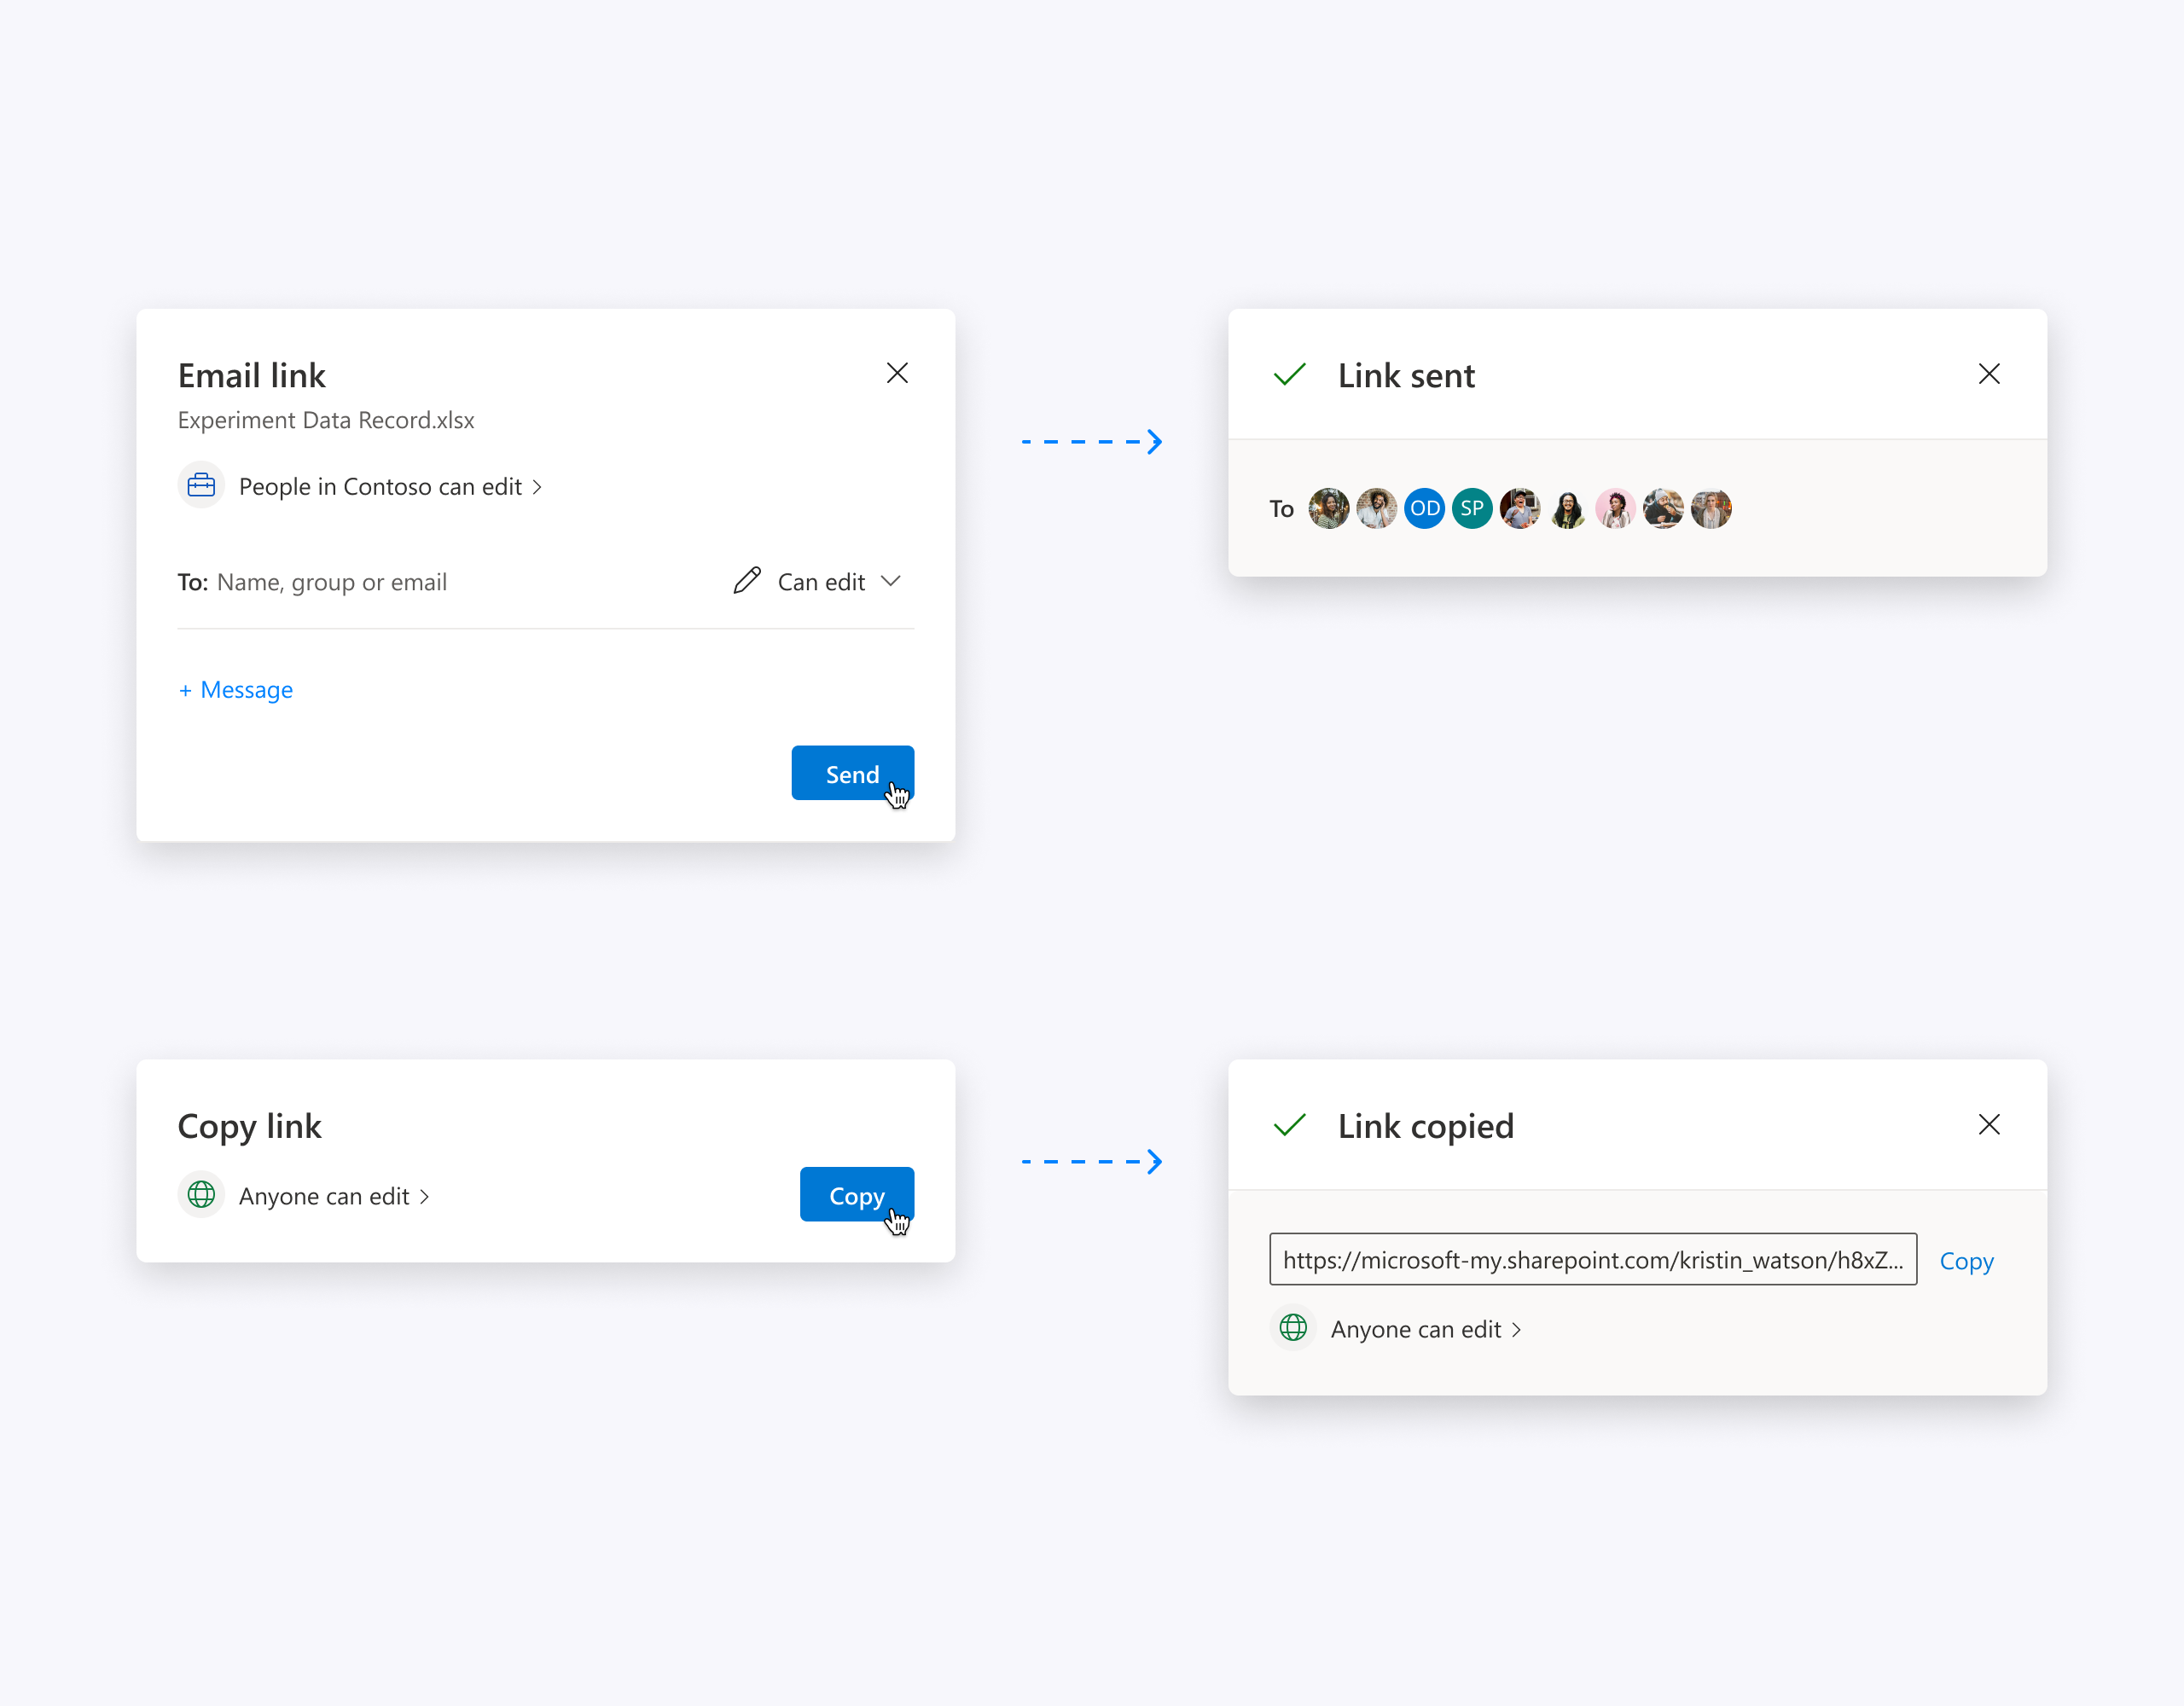 Email link
Experiment Data Record.xlsx
People in Contoso can edit
To: Name, group or email
Can edit
+ Message
Send
Link sent
To
OD
SP
Copy link
Anyone can edit
Copy
Link copied
https://microsoft-my.sharepoint.com/kristin_watson/h8xZ...
Copy
Anyone can edit